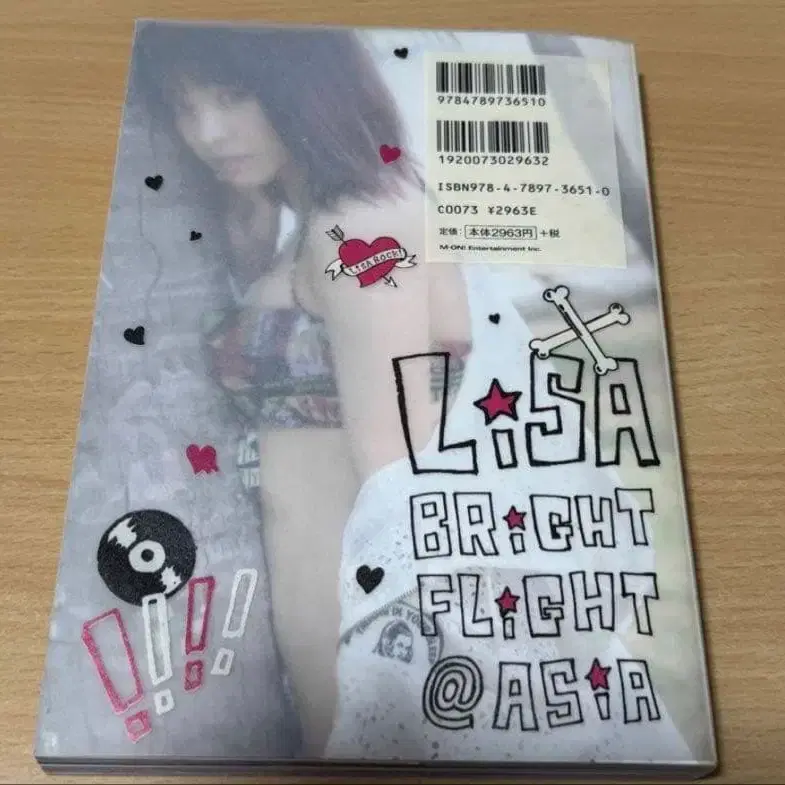 9784789736510
1920073029632
ISBN978-4-7897-3651-0
C0073 ¥2963E
定価: 本体2963円 +税
M-ON! Entertainment Inc.
LiSA ROCK!
LiSA
BRiGHT
FLiGHT
@ASiA
!!!!